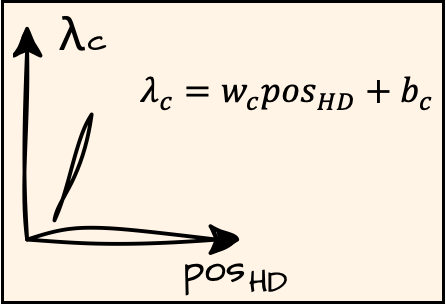 λc
λc = wcposHD + bc
posHD